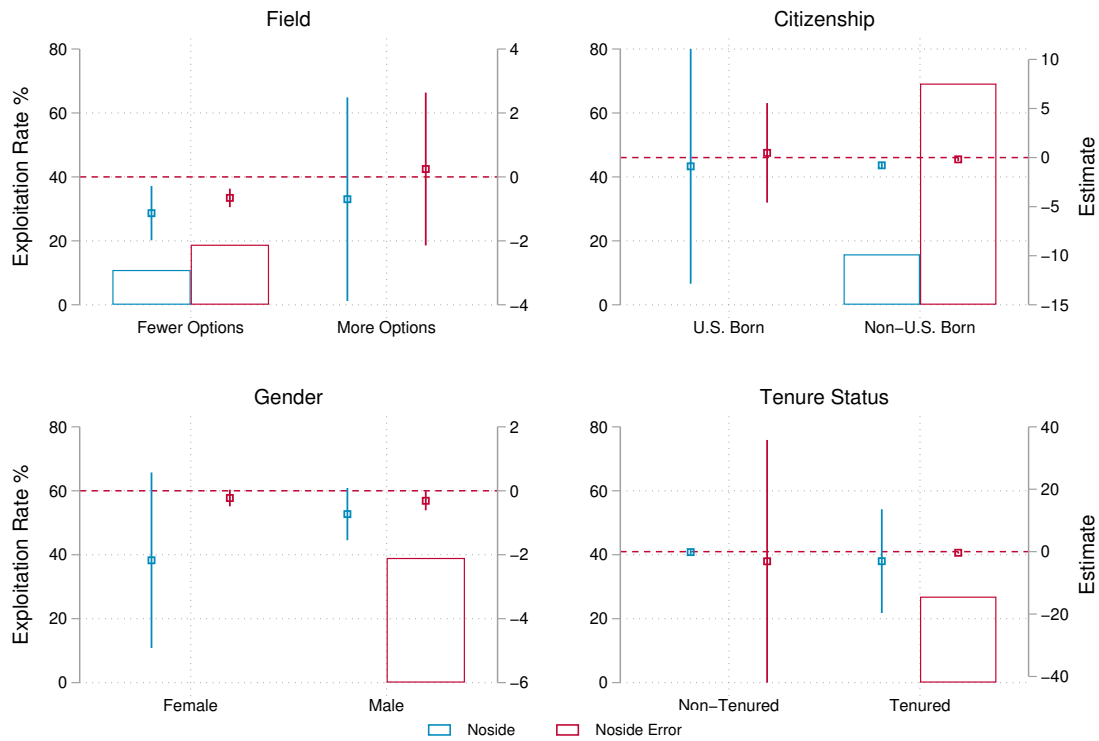 Field
Exploitation Rate %
80
60
40
20
0
4
2
0
−2
−4
Fewer Options
More Options
Citizenship
80
60
40
20
0
10
5
0
−5
−10
−15
Estimate
U.S. Born
Non−U.S. Born
Gender
Exploitation Rate %
80
60
40
20
0
2
0
−2
−4
−6
Female
Male
Tenure Status
80
60
40
20
0
40
20
0
−20
−40
Estimate
Non−Tenured
Tenured
Noside
Noside Error